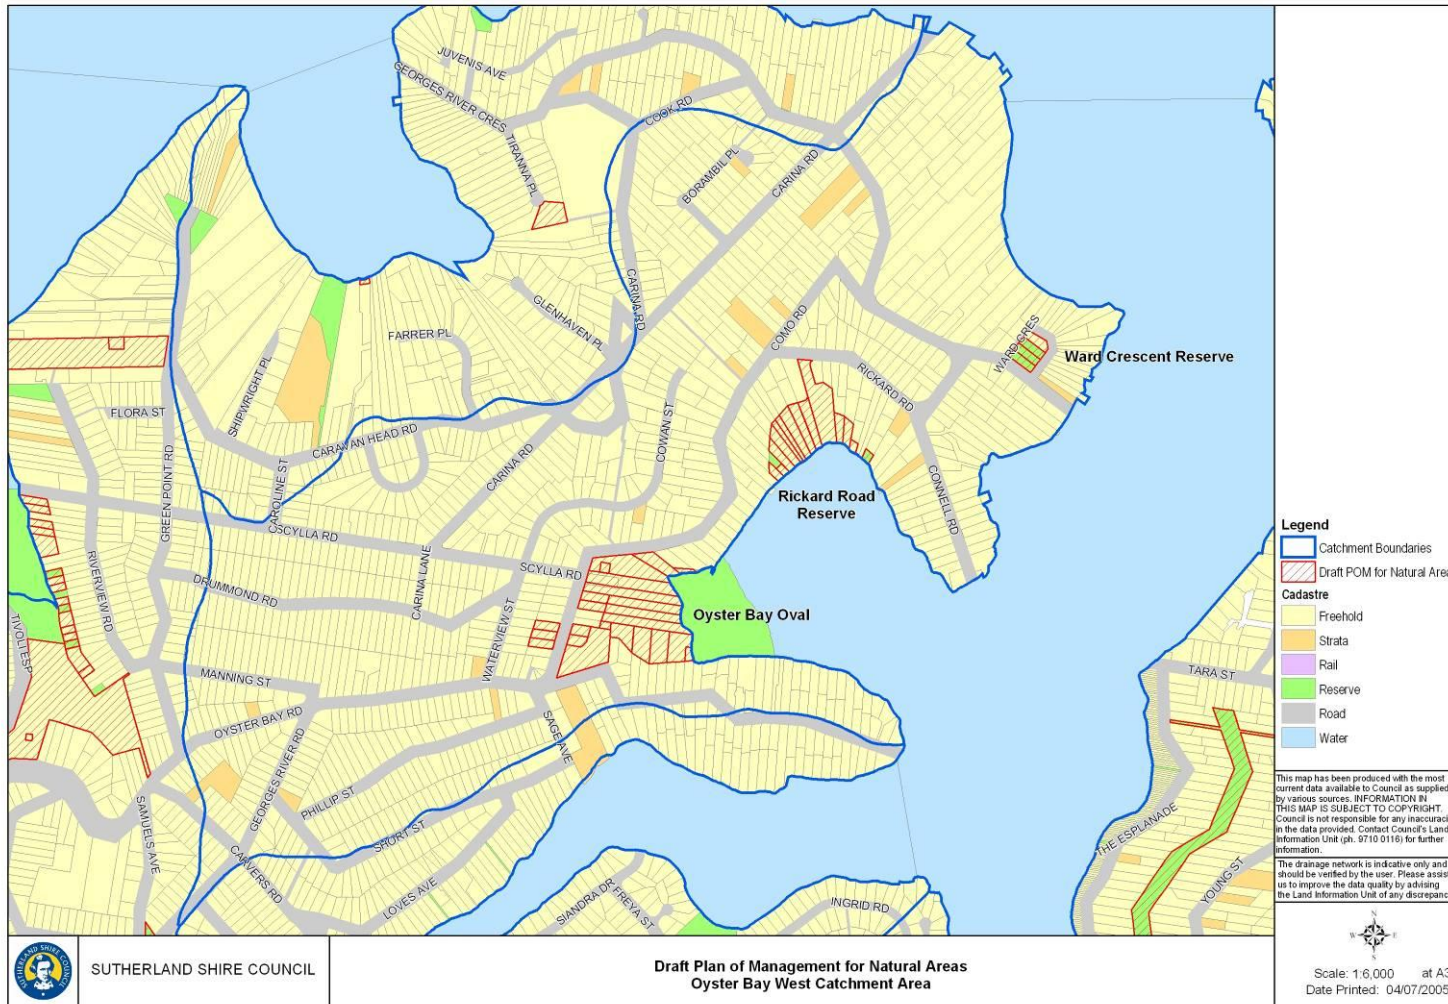 JUVENIS AVE
GEORGES RIVER CRES
COOK RD
TIRANNA PL
BORAMBIL PL
CARINA RD
CARINA RD
GLENHAVEN PL
FARRER PL
COMO RD
WARD CRES
Ward Crescent Reserve
SHIPWRIGHT PL
RICKARD RD
FLORA ST
CARAVAN HEAD RD
COWAN ST
CARINA RD
GREEN POINT RD
CAROLINE ST
CONNELL RD
Rickard Road
Reserve
SCYLLA RD
SCYLLA RD
RIVERVIEW RD
DRUMMOND RD
CARINA LANE
WATERVIEW ST
Oyster Bay Oval
TIVOLI ESP
MANNING ST
OYSTER BAY RD
SAGE AVE
GEORGES RIVER RD
PHILLIP ST
SHORT ST
SAMUELS AVE
CARVERS RD
LOVES AVE
SIANDRA DR
FREYA ST
INGRID RD
TARA ST
THE ESPLANADE
YOUNG ST
Legend
Catchment Boundaries
Draft POM for Natural Area
Cadastre
Freehold
Strata
Rail
Reserve
Road
Water
This map has been produced with the most
current data available to Council as supplied
by various sources. INFORMATION IN
THIS MAP IS SUBJECT TO COPYRIGHT.
Council is not responsible for any inaccuraci
in the data provided. Contact Council's Land
Information Unit (ph. 9710 0116) for further
information.
The drainage network is indicative only and
should be verified by the user. Please assist
us to improve the data quality by advising
the Land Information Unit of any discrepanc
N
W E
S
Scale: 1:6,000 at A3
Date Printed: 04/07/2005
SUTHERLAND SHIRE COUNCIL
SUTHERLAND SHIRE COUNCIL
Draft Plan of Management for Natural Areas
Oyster Bay West Catchment Area